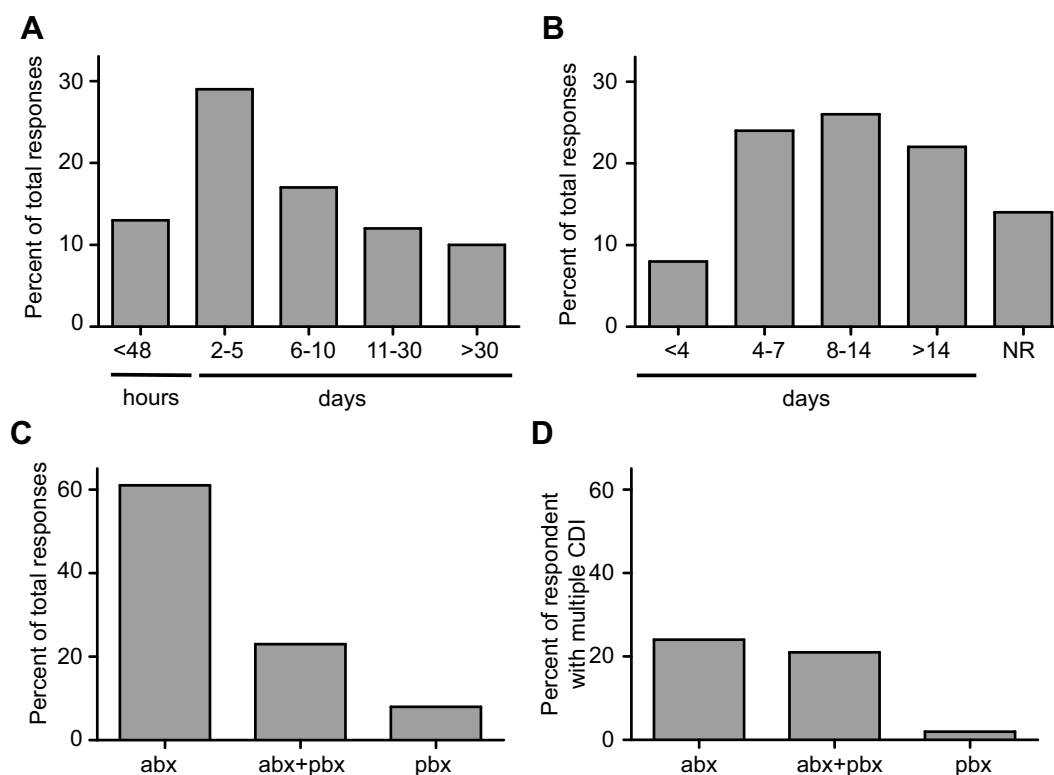 A
Percent of total responses
30
20
10
0
<48
2-5
6-10
11-30
>30
hours
days
B
Percent of total responses
30
20
10
0
<4
4-7
8-14
>14
NR
days
C
Percent of total responses
60
40
20
0
abx
abx+pbx
pbx
D
Percent of respondent
with multiple CDI
60
40
20
0
abx
abx+pbx
pbx